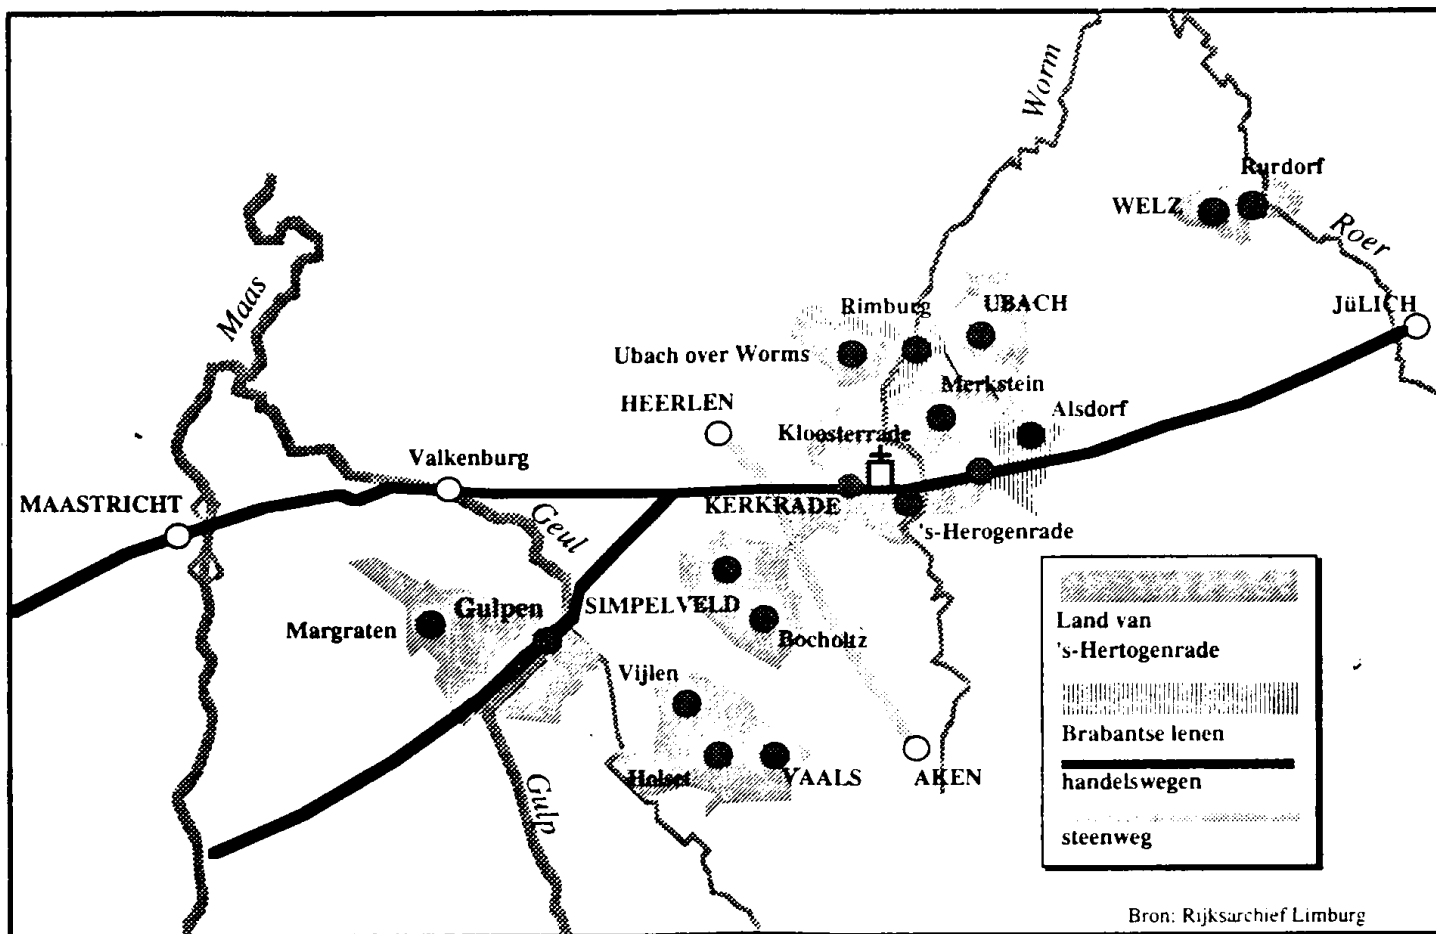 Worm
Rurdorf
WELZ
Roer
Maas
Rimburg
UBACH
JüLICH
Ubach over Worms
Merkstein
HEERLEN
Alsdorf
Kloosterrade
Valkenburg
MAASTRICHT
KERKRADE
Geul
's-Herogenrade
SIMPELVELD
Gulpen
Margraten
Bocholtz
Vijlen
Holset
VAALS
AKEN
Gulp
Land van
's-Hertogenrade
Brabantse lenen
handelswegen
steenweg
Bron: Rijksarchief Limburg